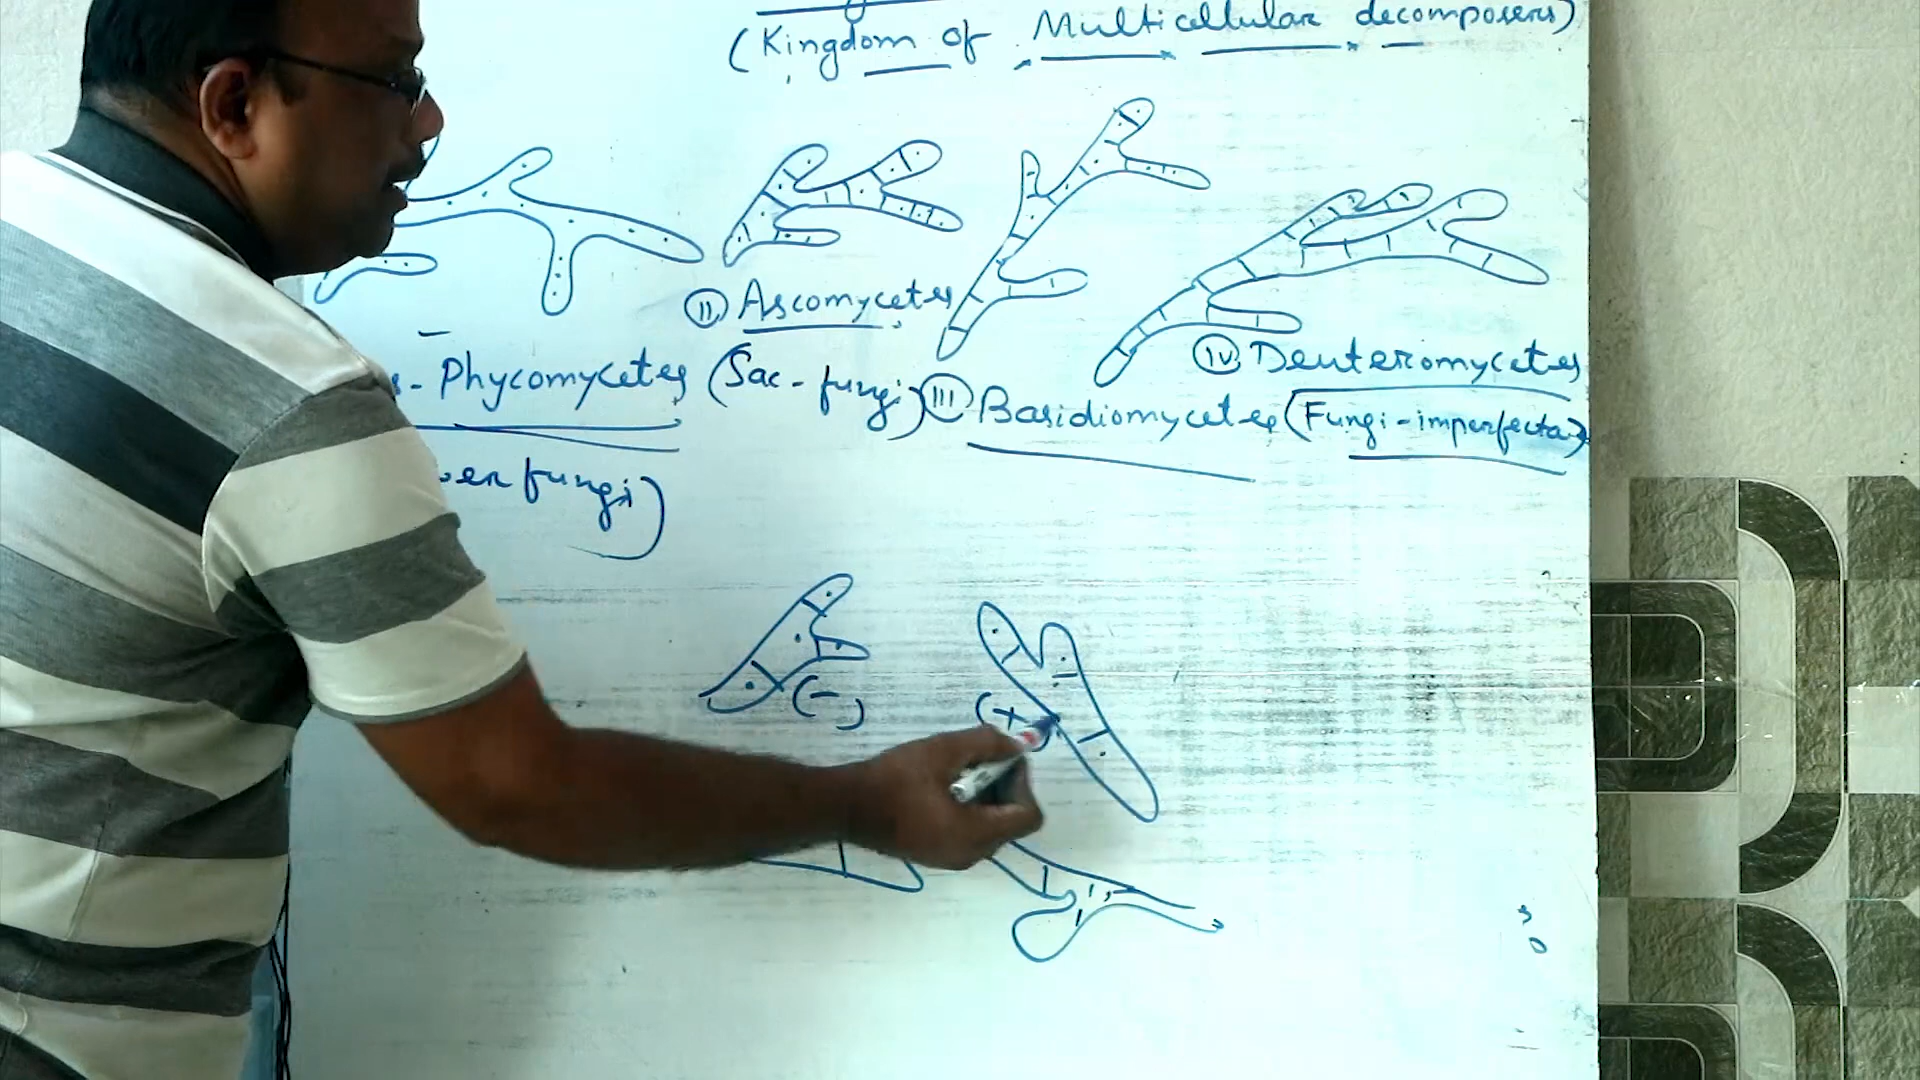 (Kingdom of Multicellular decomposers)
II Ascomycetes
IV Deuteromycetes
- Phycomycetes (Sac-fungi) III Basidiomycetes (Fungi-imperfecta)
fungi)
(-)
(+